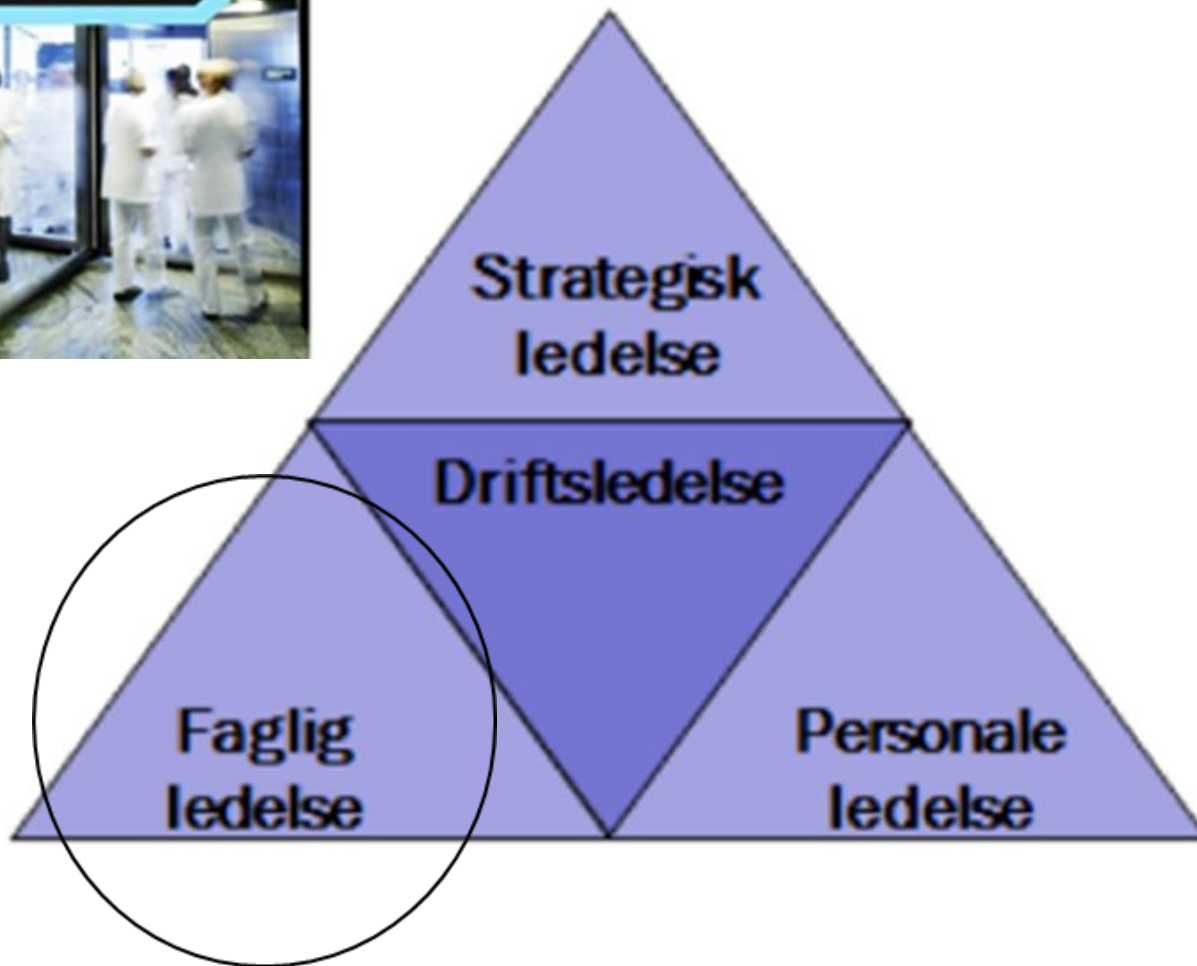 Strategisk
ledelse
Driftsledelse
Faglig
ledelse
Personale
ledelse